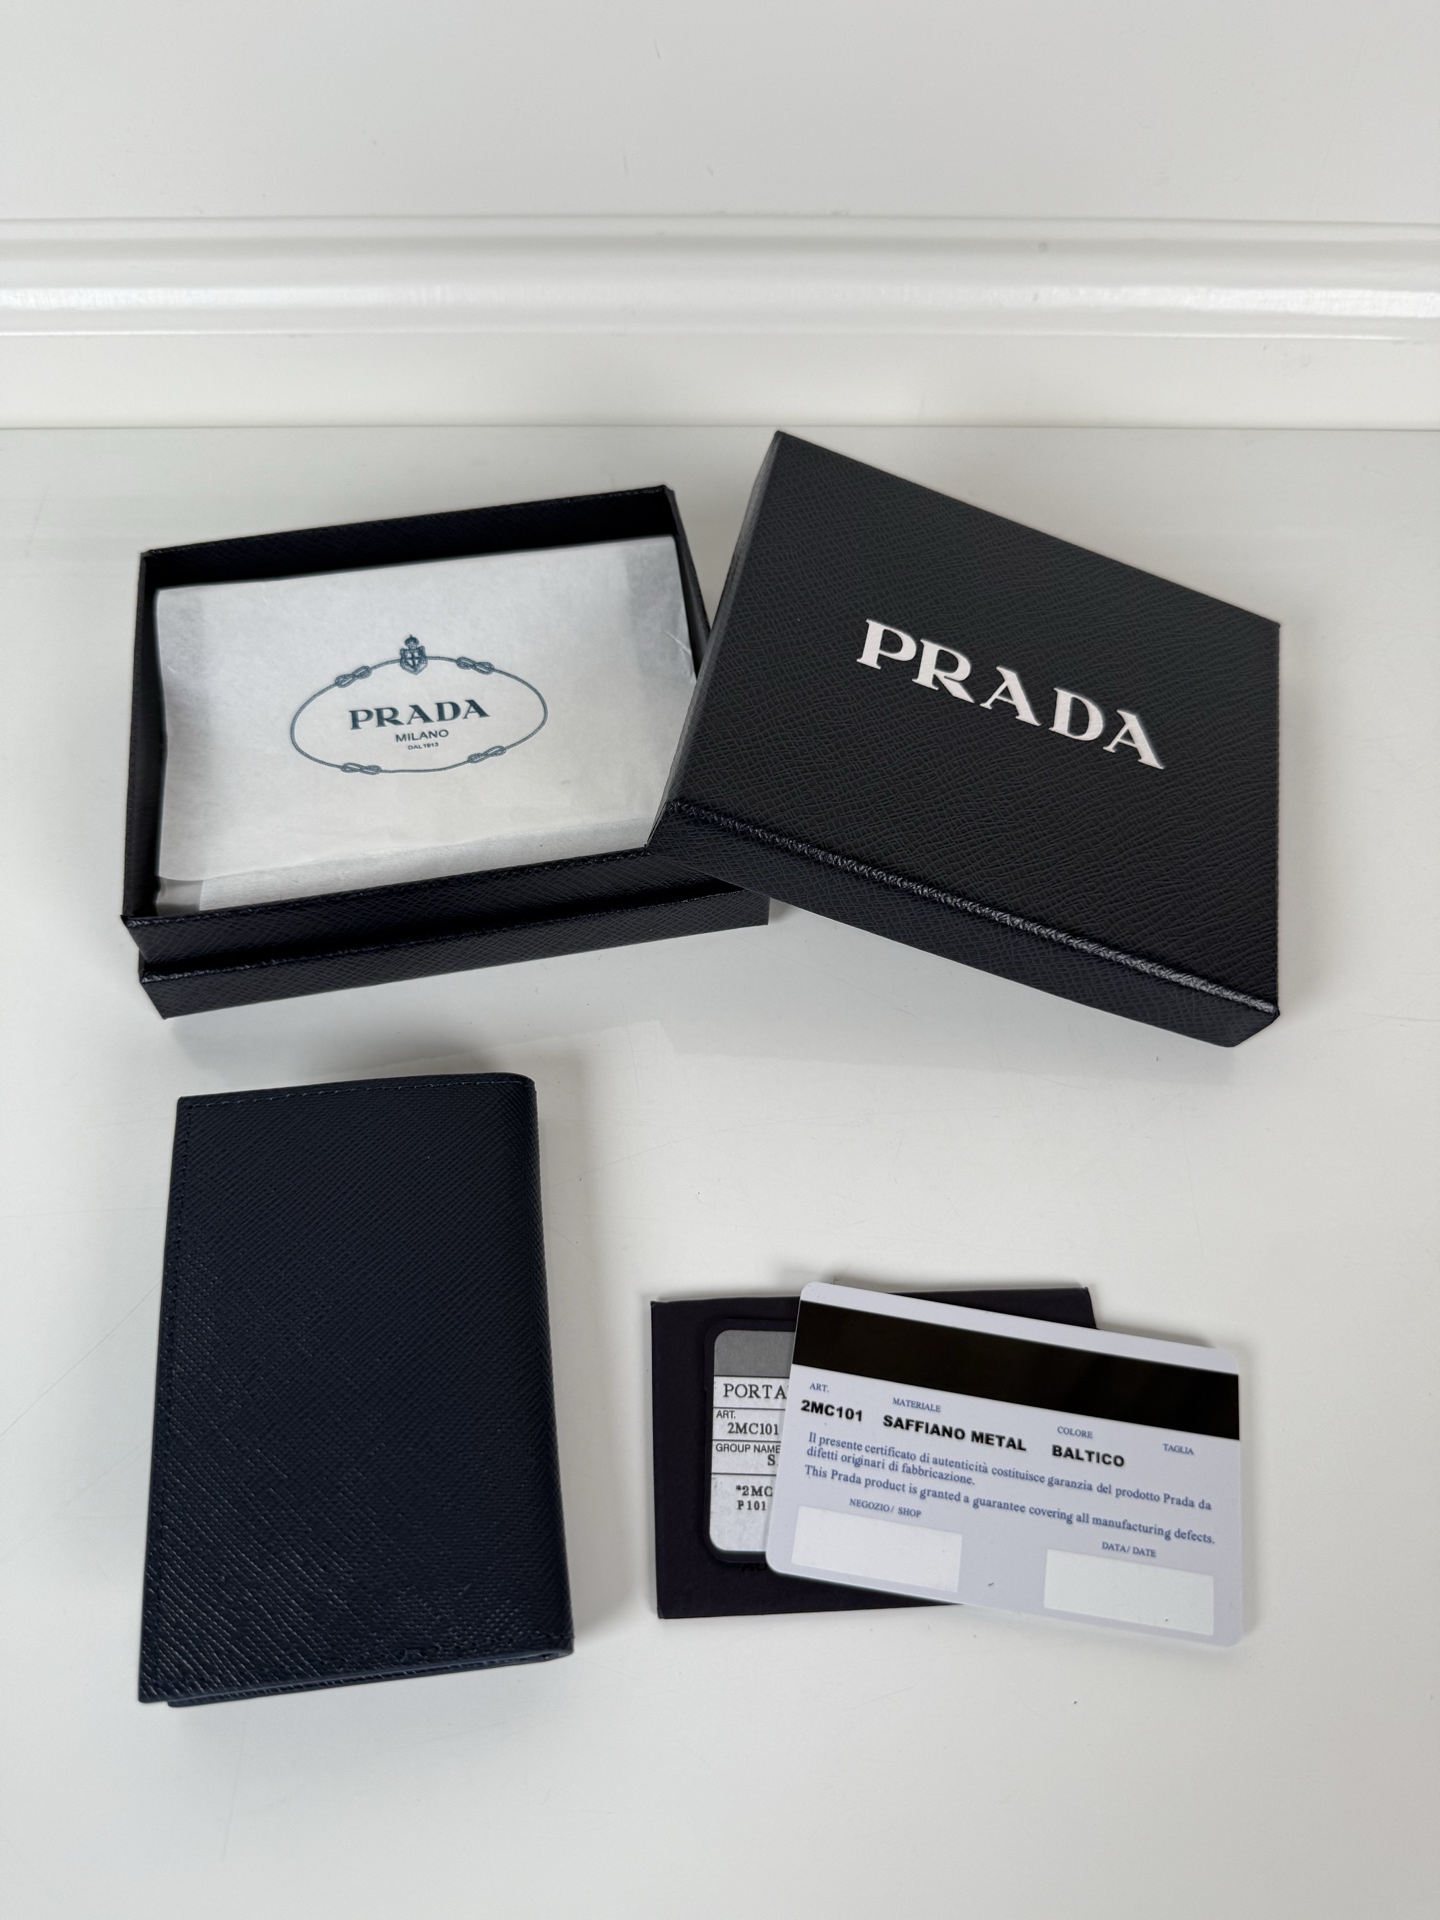 PRADA
MILANO
DAL 1913
PRADA
PORTA
ART.
2MC101
GROUP NAME
S
*2MC
P101
ART.
2MC101
MATERIALE
SAFFIANO METAL
COLORE
BALTICO
TAGLIA
Il presente certificato di autenticità costituisce garanzia del prodotto Prada da
difetti originari di fabbricazione.
This Prada product is granted a guarantee covering all manufacturing defects.
NEGOZIO/ SHOP
DATA/ DATE